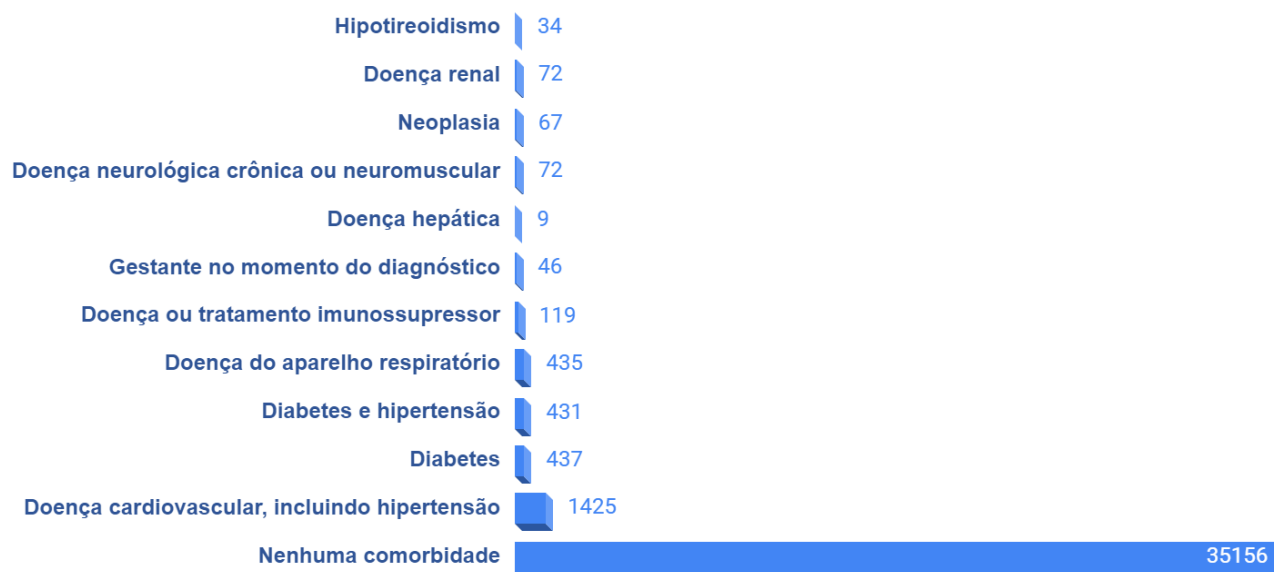 Hipotireoidismo 34
Doença renal 72
Neoplasia 67
Doença neurológica crônica ou neuromuscular 72
Doença hepática 9
Gestante no momento do diagnóstico 46
Doença ou tratamento imunossupressor 119
Doença do aparelho respiratório 435
Diabetes e hipertensão 431
Diabetes 437
Doença cardiovascular, incluindo hipertensão 1425
Nenhuma comorbidade 35156